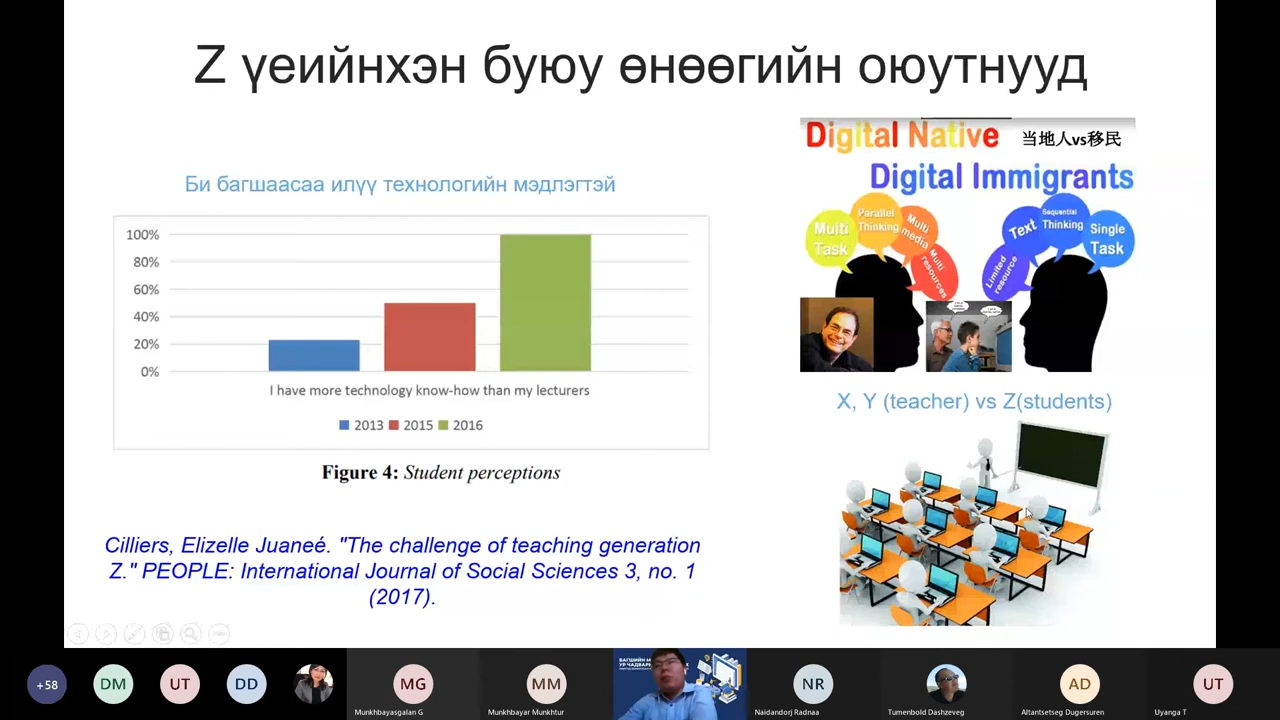 Z үеийнхэн буюу өнөөгийн оюутнууд
Би багшаасаа илүү технологийн мэдлэгтэй
100%
80%
60%
40%
20%
0%
I have more technology know-how than my lecturers
2013 2015 2016
Figure 4: Student perceptions
Cilliers, Elizelle Juaneé. "The challenge of teaching generation
Z." PEOPLE: International Journal of Social Sciences 3, no. 1
(2017).
Digital Native 当地人vs移民
Digital Immigrants
Multi
Task
Parallel
Thinking
Multi
media
Multi
resources
Limited
resource
Text
Sequential
Thinking
Single
Task
X, Y (teacher) vs Z(students)
+58
DM
UT
DD
MG
Munkhbayasgalan G
MM
Munkhbayar Munkhtur
NR
Naidandorj Radnaa
Tumenbold Dashzeveg
AD
Altantsetseg Dugersuren
UT
Uyanga T